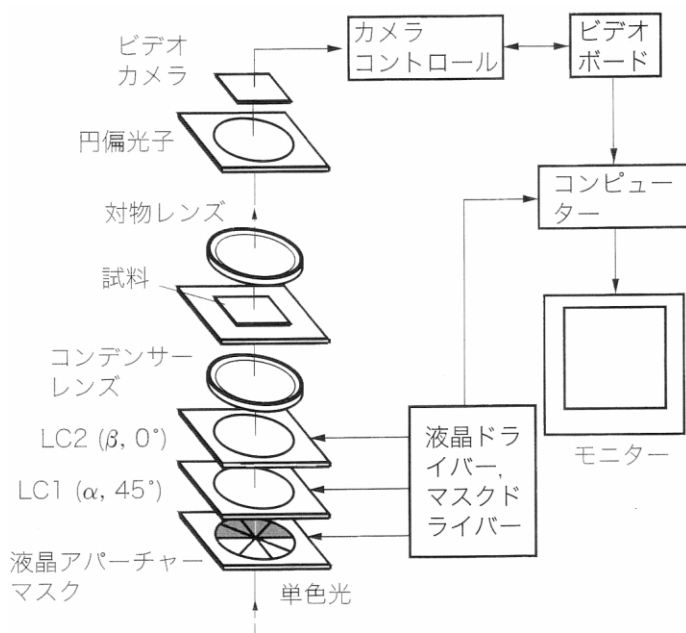 ビデオ
カメラ
カメラ
コントロール
ビデオ
ボード
円偏光子
コンピュー
ター
対物レンズ
試料
コンデンサー
レンズ
LC2 (β, 0°)
液晶ドラ
イバー,
マスクド
ライバー
モニター
LC1 (α, 45°)
液晶アパーチャー
マスク
単色光